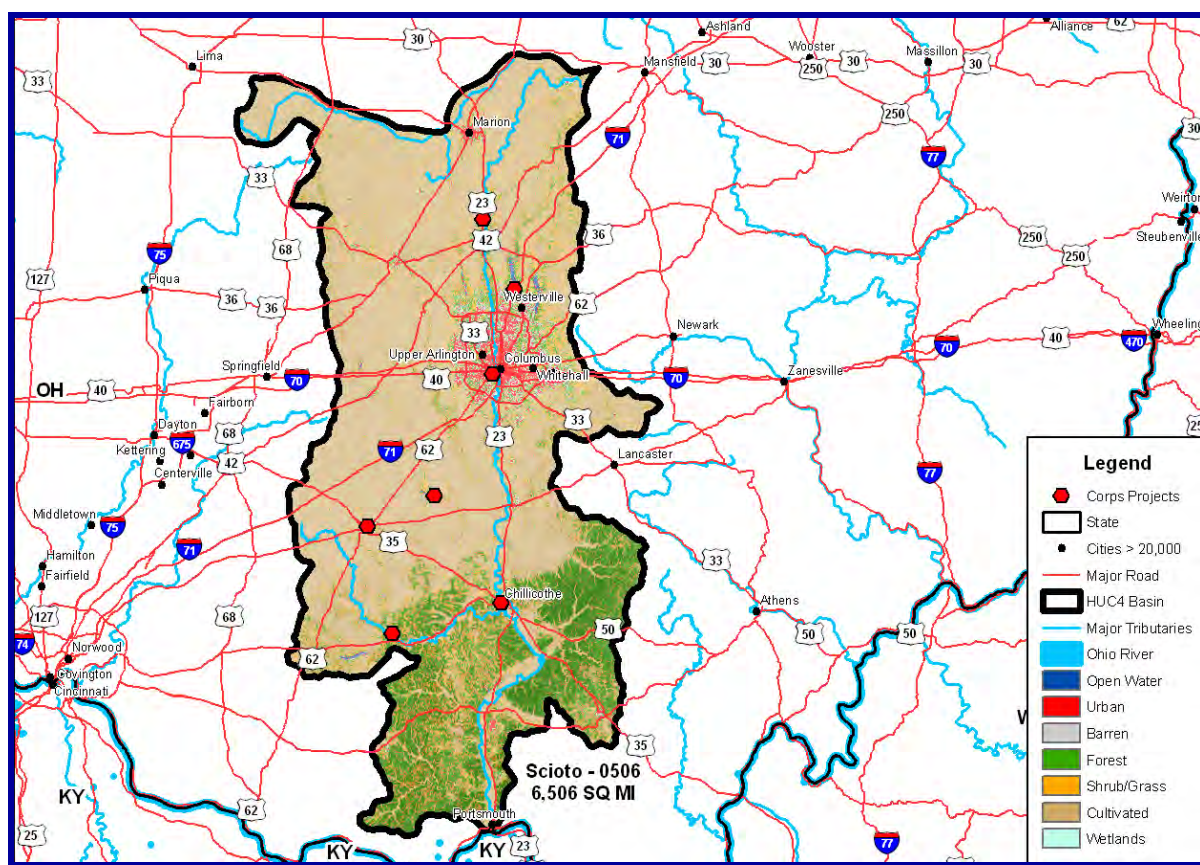 Ashland
62
Alliance
30
Wooster
Massillon
Lima
Mansfield
30
250
30
30
33
250
30
Marion
71
250
77
33
Weirton
23
Steubenville
42
36
250
68
75
250
127
Piqua
36
36
62
Westerville
33
Newark
Wheeling
40
470
Upper Arlington
Columbus
70
Springfield
Whitehall
OH
40
70
40
70
Zanesville
Fairborn
33
Dayton
68
23
675
62
Kettering
42
71
Lancaster
Centerville
77
Middletown
75
35
71
Hamilton
33
Fairfield
Chillicothe
127
68
Athens
50
50
50
74
Norwood
62
Covington
Cincinnati
35
Scioto - 0506
6,506 SQ MI
KY
62
Portsmouth
25
KY
KY
23
77
Legend
Corps Projects
State
Cities > 20,000
Major Road
HUC4 Basin
Major Tributaries
Ohio River
Open Water
Urban
Barren
Forest
Shrub/Grass
Cultivated
Wetlands